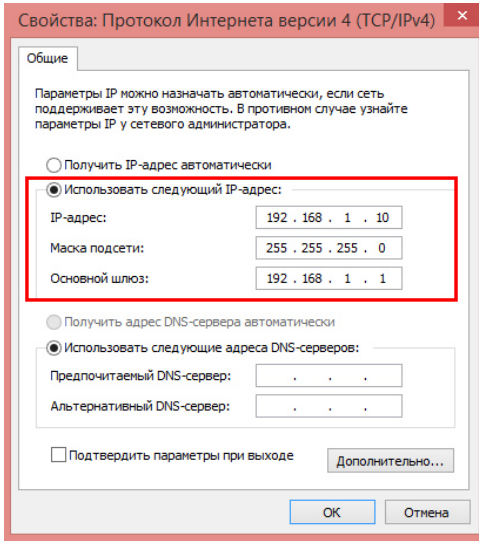 Свойства: Протокол Интернета версии 4 (TCP/IPv4)
Общие
Параметры IP можно назначать автоматически, если сеть
поддерживает эту возможность. В противном случае узнайте
параметры IP у сетевого администратора.
Получить IP-адрес автоматически
Использовать следующий IP-адрес:
IP-адрес: 192 . 168 . 1 . 10
Маска подсети: 255 . 255 . 255 . 0
Основной шлюз: 192 . 168 . 1 . 1
Получить адрес DNS-сервера автоматически
Использовать следующие адреса DNS-серверов:
Предпочитаемый DNS-сервер: . . .
Альтернативный DNS-сервер: . . .
Подтвердить параметры при выходе
Дополнительно...
ОК Отмена